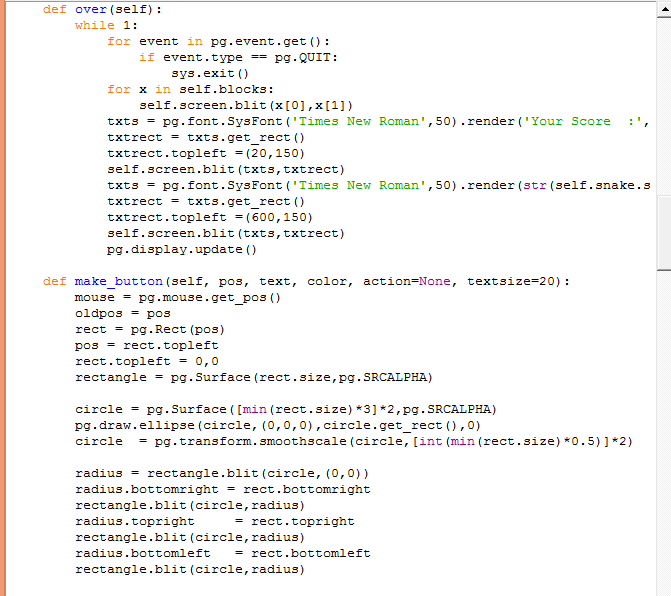 def over(self):
while 1:
for event in pg.event.get():
if event.type == pg.QUIT:
sys.exit()
for x in self.blocks:
self.screen.blit(x[0],x[1])
txts = pg.font.SysFont('Times New Roman',50).render('Your Score  :',
txtrect = txts.get_rect()
txtrect.topleft =(20,150)
self.screen.blit(txts,txtrect)
txts = pg.font.SysFont('Times New Roman',50).render(str(self.snake.s
txtrect = txts.get_rect()
txtrect.topleft =(600,150)
self.screen.blit(txts,txtrect)
pg.display.update()
def make_button(self, pos, text, color, action=None, textsize=20):
mouse = pg.mouse.get_pos()
oldpos = pos
rect = pg.Rect(pos)
pos = rect.topleft
rect.topleft = 0,0
rectangle = pg.Surface(rect.size,pg.SRCALPHA)
circle = pg.Surface([min(rect.size)*3]*2,pg.SRCALPHA)
pg.draw.ellipse(circle,(0,0,0),circle.get_rect(),0)
circle  = pg.transform.smoothscale(circle,[int(min(rect.size)*0.5)]*2)
radius = rectangle.blit(circle,(0,0))
radius.bottomright = rect.bottomright
rectangle.blit(circle,radius)
radius.topright     = rect.topright
rectangle.blit(circle,radius)
radius.bottomleft   = rect.bottomleft
rectangle.blit(circle,radius)